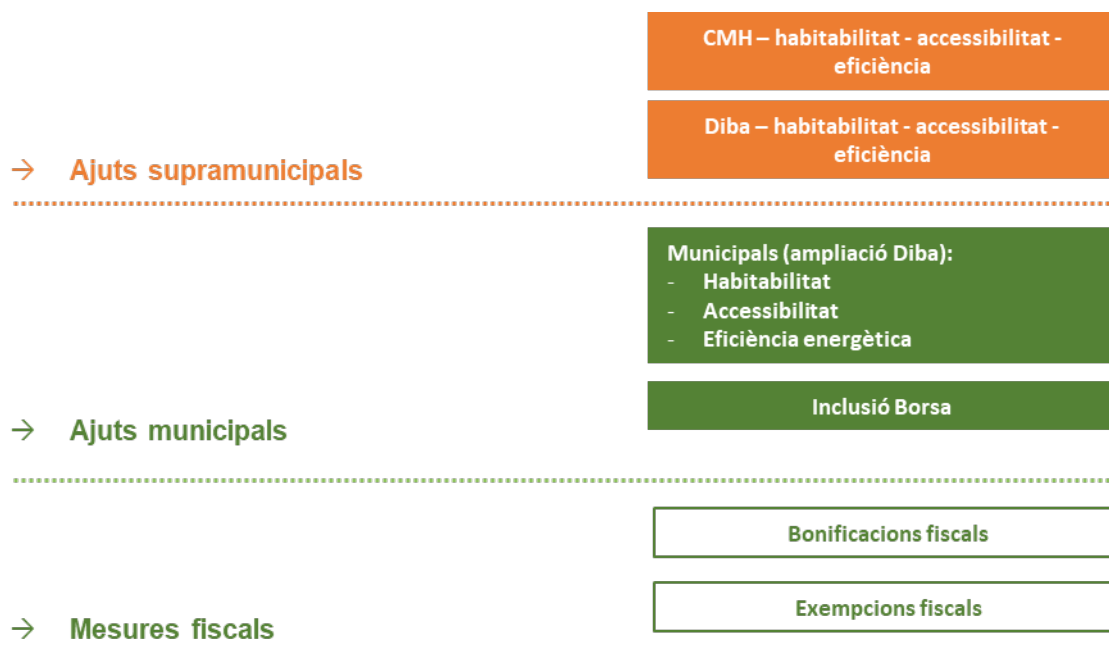 CMH – habitabilitat - accessibilitat -
eficiència
Diba – habitabilitat - accessibilitat -
eficiència
→ Ajuts supramunicipals
Municipals (ampliació Diba):
- Habitabilitat
- Accessibilitat
- Eficiència energètica
Inclusió Borsa
→ Ajuts municipals
Bonificacions fiscals
Exempcions fiscals
→ Mesures fiscals